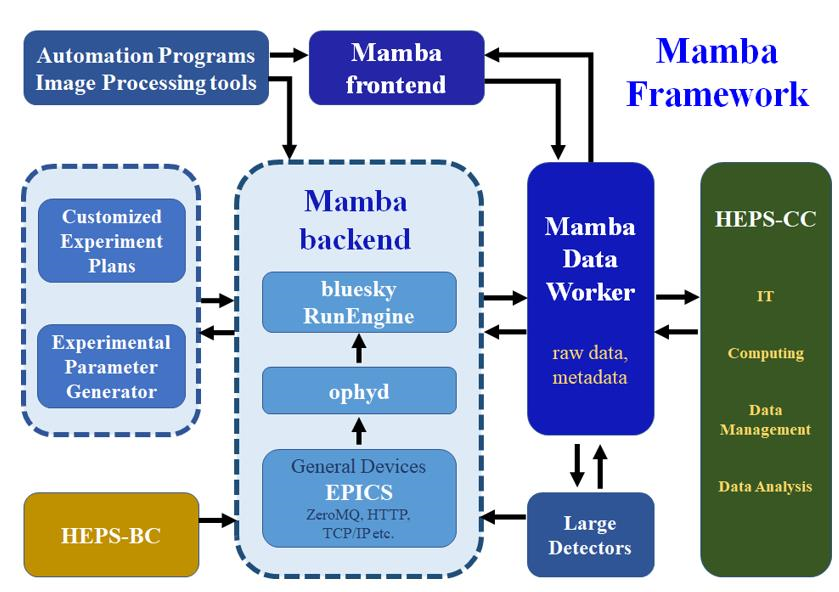 Automation Programs
Image Processing tools
Mamba
frontend
Mamba
Framework
Customized
Experiment
Plans
Experimental
Parameter
Generator
Mamba
backend
bluesky
RunEngine
ophyd
General Devices
EPICS
ZeroMQ, HTTP,
TCP/IP etc.
Mamba
Data
Worker
raw data,
metadata
HEPS-CC
IT
Computing
Data
Management
Data Analysis
HEPS-BC
Large
Detectors